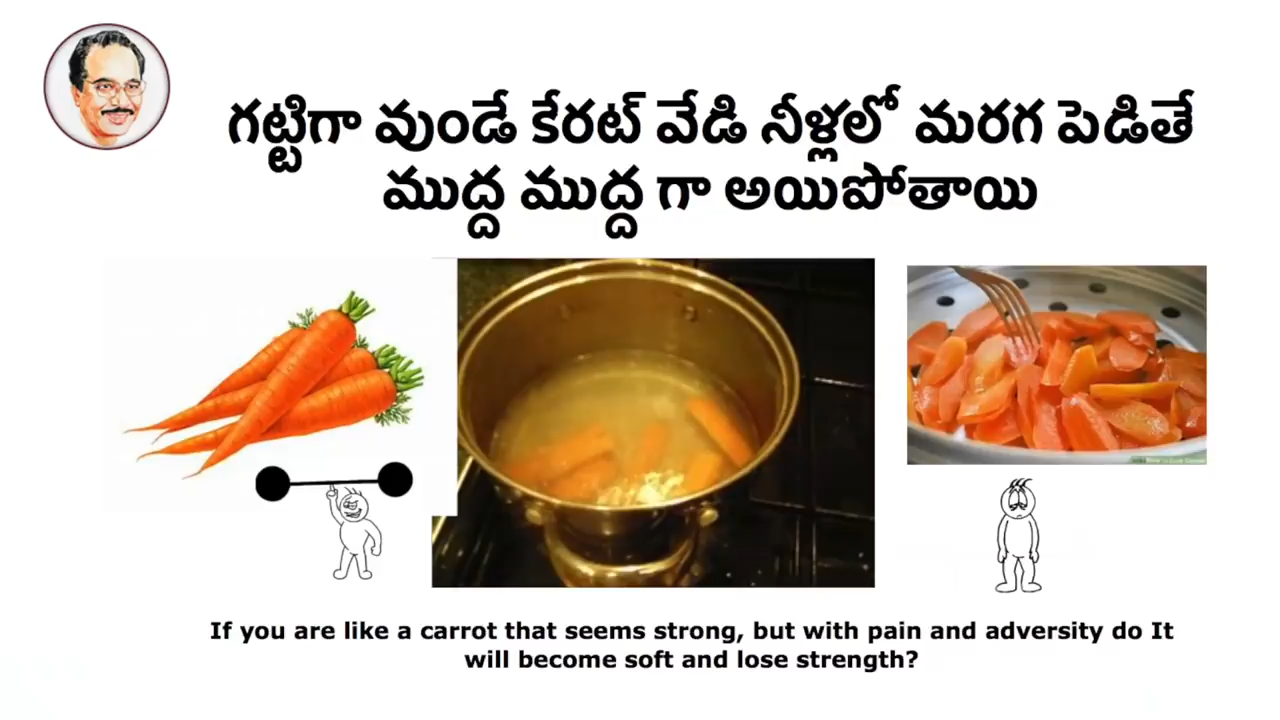 గట్టిగా వుండే కేరట్ వేడి నీళ్లలో మరగ పెడితే
ముద్ద ముద్ద గా అయిపోతాయి
If you are like a carrot that seems strong, but with pain and adversity do It
will become soft and lose strength?